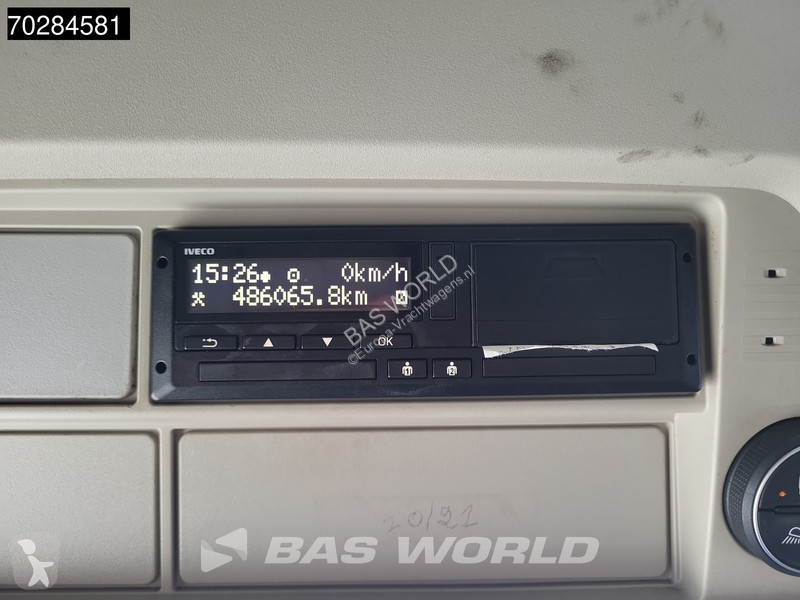 70284581
IVECO
15:26 0km/h
486065.8km
OK
1 2
BAS WORLD
©Europa-Vrachtwagens.nl
20/21
BAS WORLD